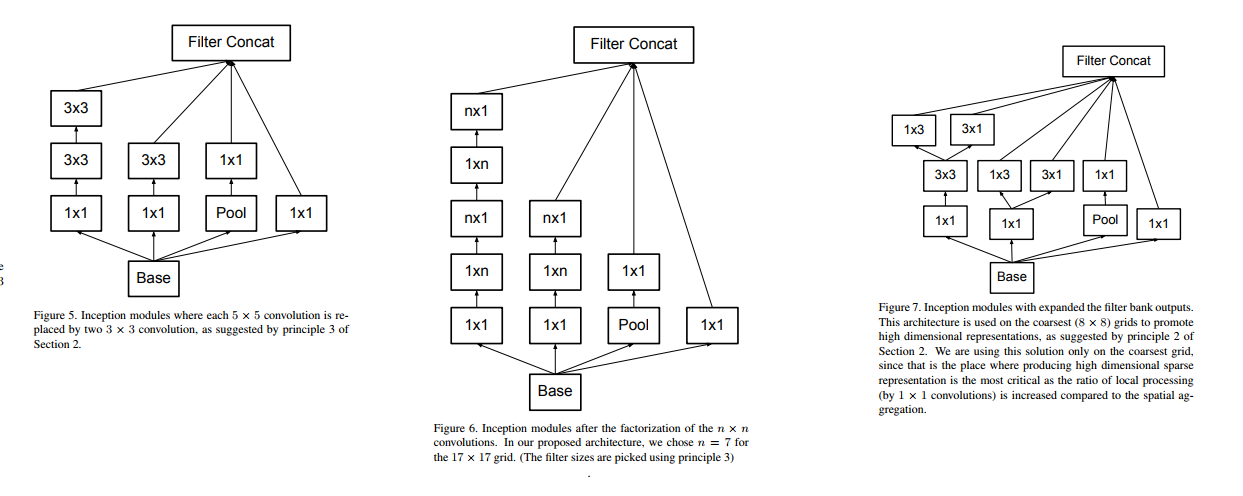 Filter Concat
3x3
3x3 3x3 1x1
1x1 1x1 Pool 1x1
Base
e
3
Figure 5. Inception modules where each 5 × 5 convolution is re-
placed by two 3 × 3 convolution, as suggested by principle 3 of
Section 2.
Filter Concat
nx1
1xn
nx1 nx1
1xn 1xn 1x1
1x1 1x1 Pool 1x1
Base
Figure 6. Inception modules after the factorization of the n × n
convolutions. In our proposed architecture, we chose n = 7 for
the 17 × 17 grid. (The filter sizes are picked using principle 3)
Filter Concat
1x3 3x1
3x3 1x3 3x1 1x1
1x1 1x1 Pool 1x1
Base
Figure 7. Inception modules with expanded the filter bank outputs.
This architecture is used on the coarsest (8 × 8) grids to promote
high dimensional representations, as suggested by principle 2 of
Section 2. We are using this solution only on the coarsest grid,
since that is the place where producing high dimensional sparse
representation is the most critical as the ratio of local processing
(by 1 × 1 convolutions) is increased compared to the spatial ag-
gregation.